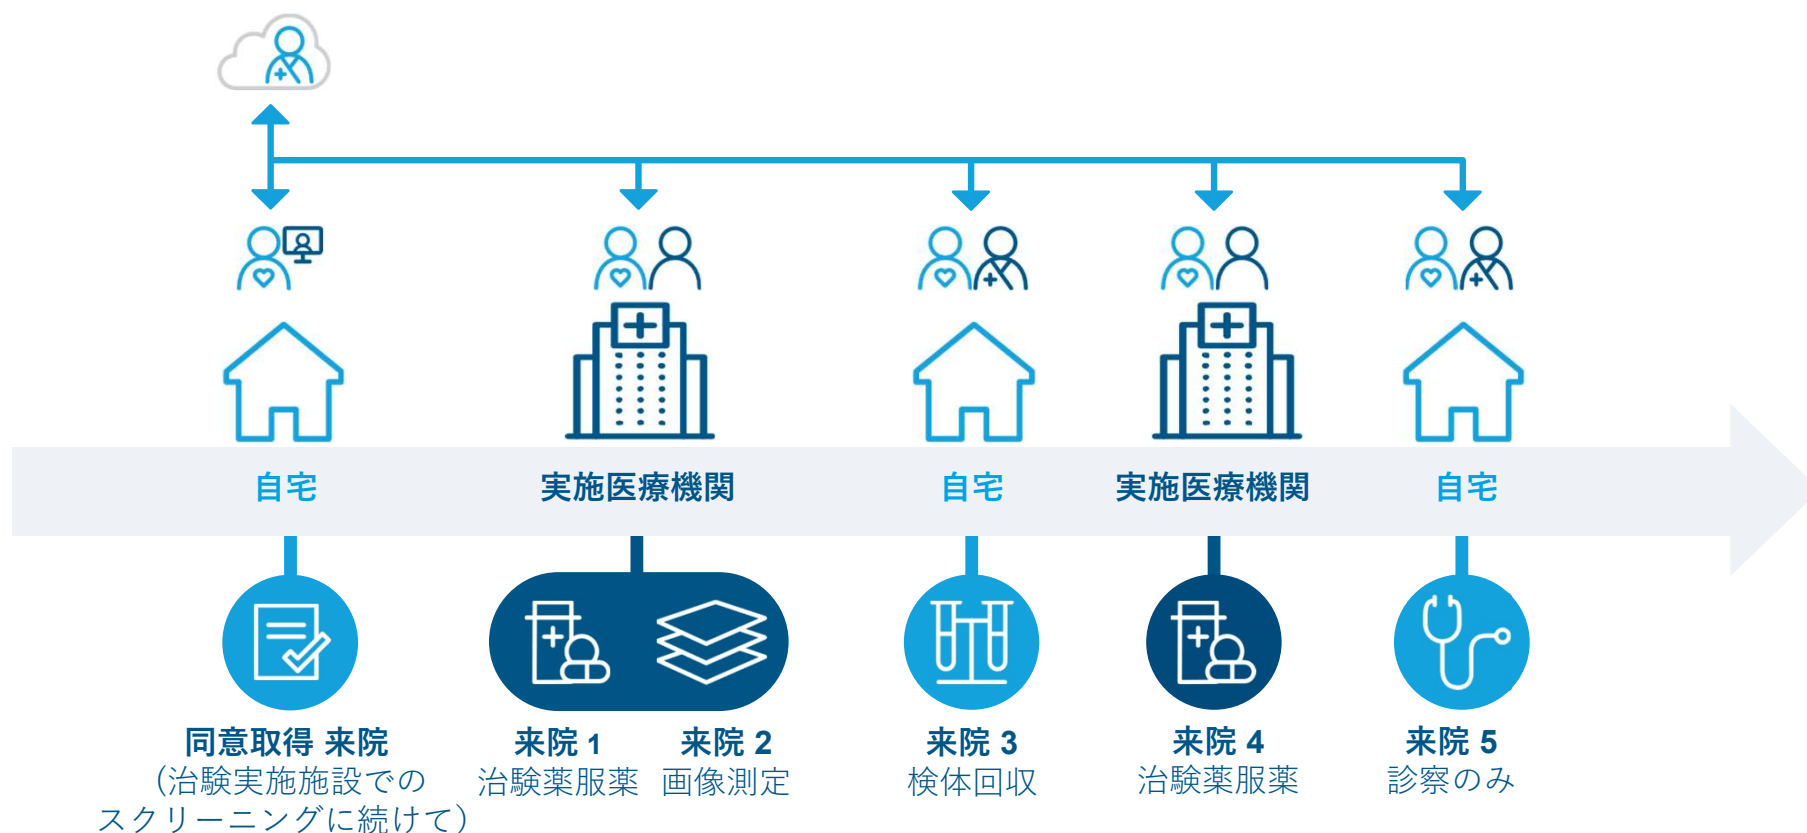 自宅
実施医療機関
自宅
実施医療機関
自宅
同意取得 来院
(治験実施施設での
スクリーニングに続けて)
来院 1
治験薬服薬
来院 2
画像測定
来院 3
検体回収
来院 4
治験薬服薬
来院 5
診察のみ